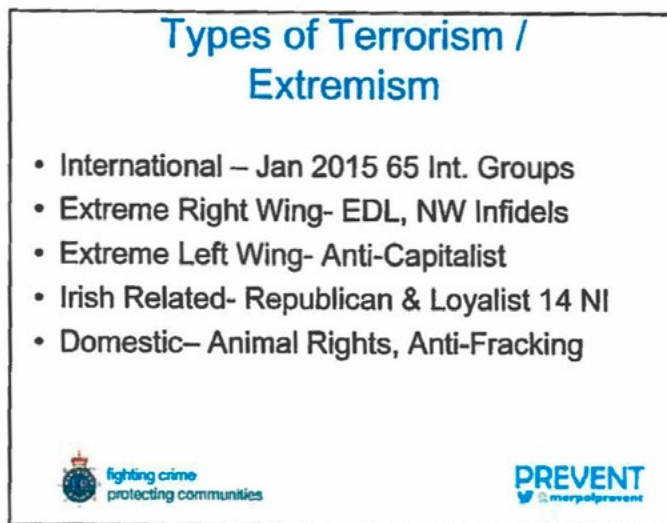 Types of Terrorism /
Extremism
• International – Jan 2015 65 Int. Groups
• Extreme Right Wing- EDL, NW Infidels
• Extreme Left Wing- Anti-Capitalist
• Irish Related- Republican & Loyalist 14 NI
• Domestic– Animal Rights, Anti-Fracking
fighting crime
protecting communities
PREVENT
@merpolprevent